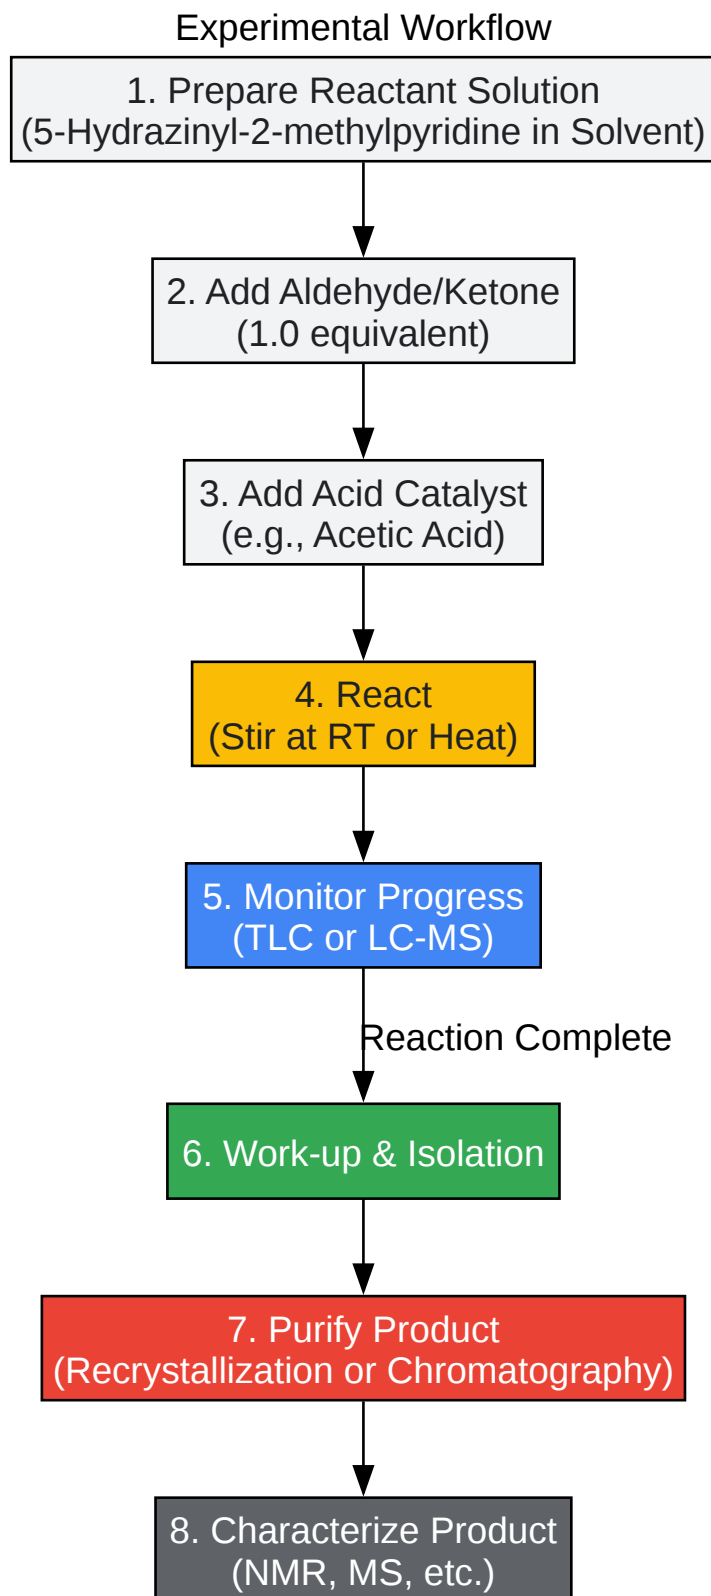 Experimental Workflow
1. Prepare Reactant Solution
(5-Hydrazinyl-2-methylpyridine in Solvent)
2. Add Aldehyde/Ketone
(1.0 equivalent)
3. Add Acid Catalyst
(e.g., Acetic Acid)
4. React
(Stir at RT or Heat)
5. Monitor Progress
(TLC or LC-MS)
Reaction Complete
6. Work-up & Isolation
7. Purify Product
(Recrystallization or Chromatography)
8. Characterize Product
(NMR, MS, etc.)